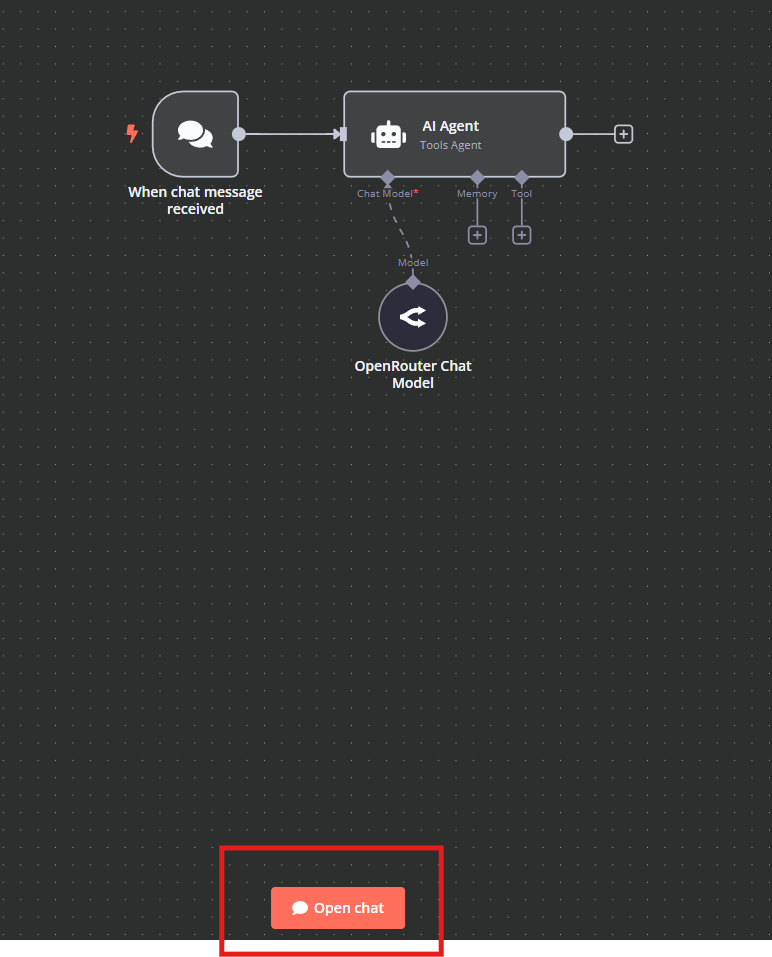 AI Agent
Tools Agent
When chat message
received
Chat Model*
Memory
Tool
Model
OpenRouter Chat
Model
Open chat